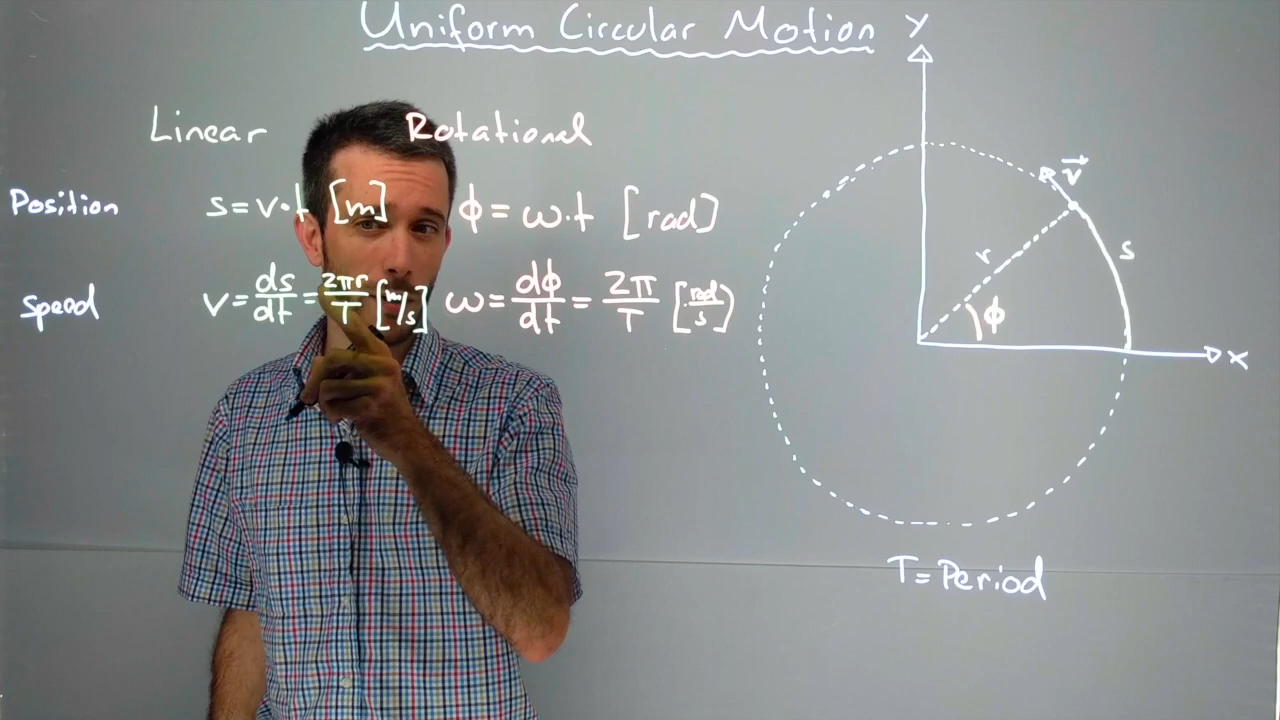 Uniform Circular Motion
Linear Rotational
Position s=v·t [m] ϕ=ω·t [rad]
Speed v=ds/dt=2πr/T [m/s] ω=dϕ/dt=2π/T [rad/s]
Y
v⃗
r
s
ϕ
X
T=Period